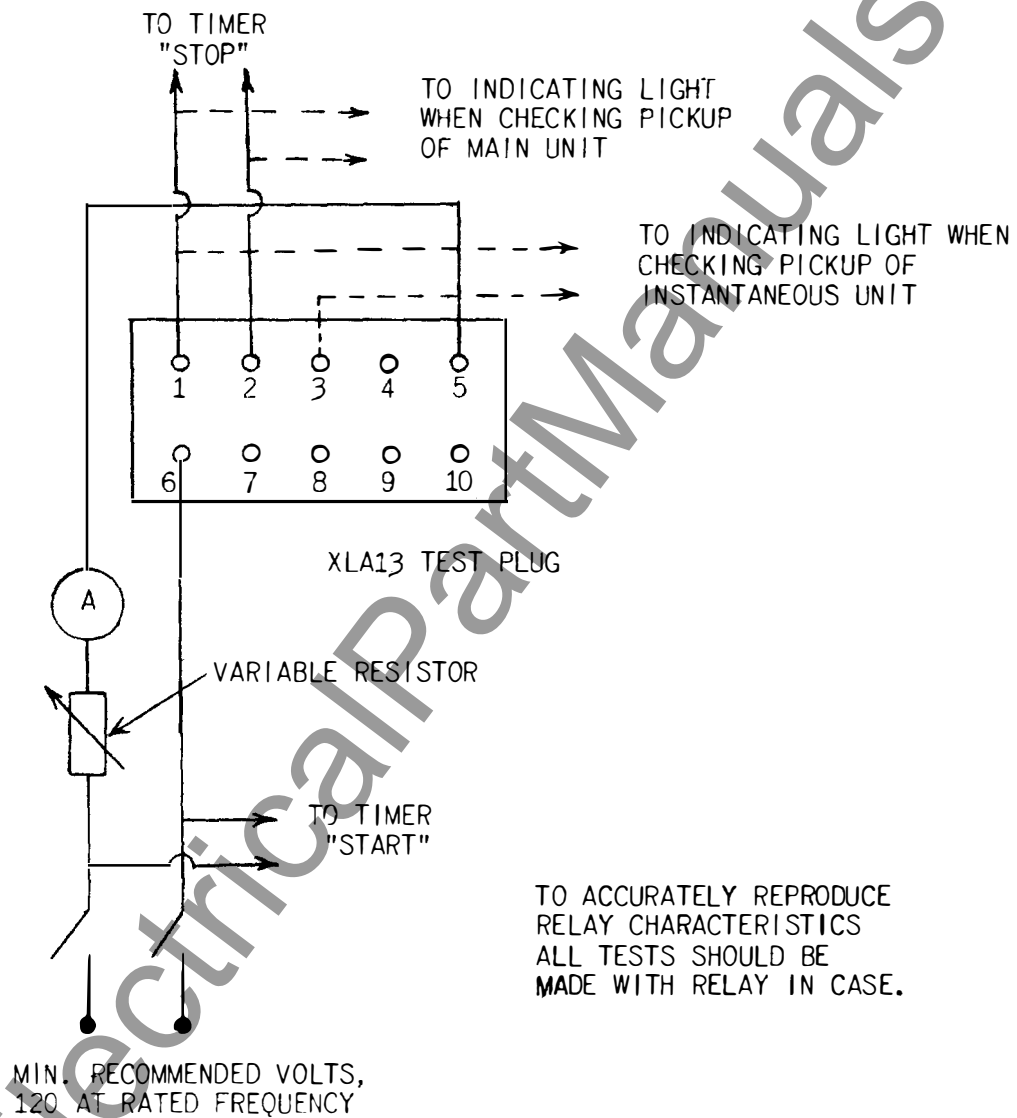 TO TIMER
"STOP"
TO INDICATING LIGHT
WHEN CHECKING PICKUP
OF MAIN UNIT
TO INDICATING LIGHT WHEN
CHECKING PICKUP OF
INSTANTANEOUS UNIT
1 2 3 4 5
6 7 8 9 10
XLA13 TEST PLUG
A
VARIABLE RESISTOR
TO TIMER
"START"
TO ACCURATELY REPRODUCE
RELAY CHARACTERISTICS
ALL TESTS SHOULD BE
MADE WITH RELAY IN CASE.
MIN. RECOMMENDED VOLTS,
120 AT RATED FREQUENCY
ElectricalPartManuals